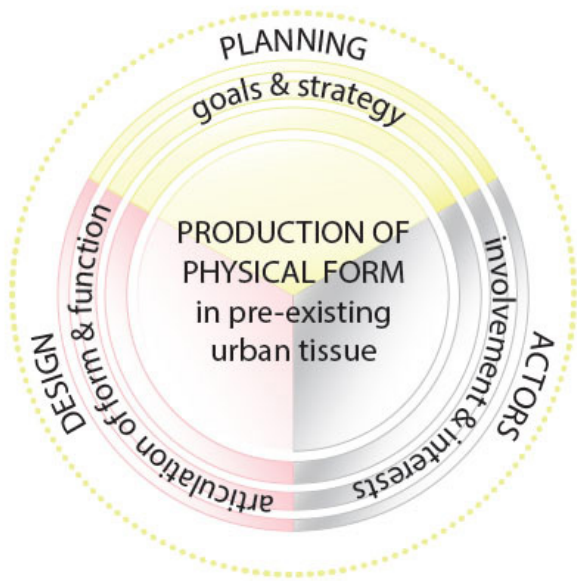 PLANNING
goals & strategy
PRODUCTION OF
PHYSICAL FORM
in pre-existing
urban tissue
DESIGN
articulation of form & function
ACTORS
involvement & interests